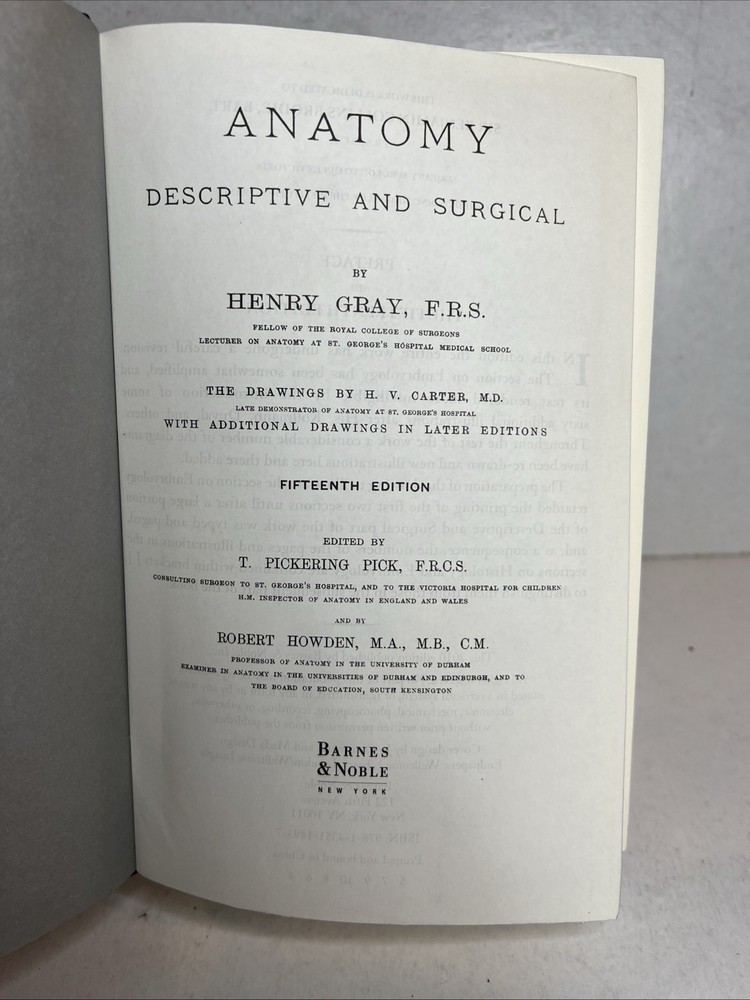 ANATOMY
DESCRIPTIVE AND SURGICAL
BY
HENRY GRAY, F.R.S.
FELLOW OF THE ROYAL COLLEGE OF SURGEONS
LECTURER ON ANATOMY AT ST. GEORGE'S HOSPITAL MEDICAL SCHOOL
THE DRAWINGS BY H. V. CARTER, M.D.
LATE DEMONSTRATOR OF ANATOMY AT ST. GEORGE'S HOSPITAL
WITH ADDITIONAL DRAWINGS IN LATER EDITIONS
FIFTEENTH EDITION
EDITED BY
T. PICKERING PICK, F.R.C.S.
CONSULTING SURGEON TO ST. GEORGE'S HOSPITAL, AND TO THE VICTORIA HOSPITAL FOR CHILDREN
H.M. INSPECTOR OF ANATOMY IN ENGLAND AND WALES
AND BY
ROBERT HOWDEN, M.A., M.B., C.M.
PROFESSOR OF ANATOMY IN THE UNIVERSITY OF DURHAM
EXAMINER IN ANATOMY IN THE UNIVERSITIES OF DURHAM AND EDINBURGH, AND TO
THE BOARD OF EDCCATION, SOUTH KENSINGTON
BARNES
& NOBLE
NEW YORK